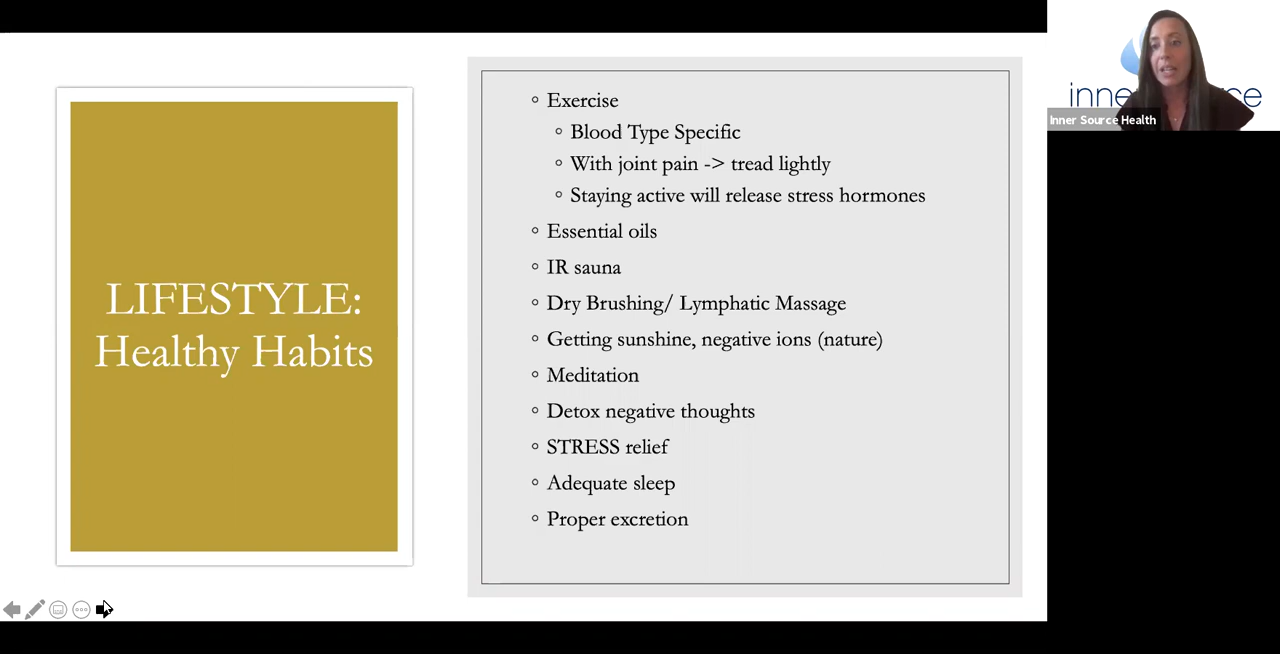 LIFESTYLE:
Healthy Habits
Exercise
Blood Type Specific
With joint pain -> tread lightly
Staying active will release stress hormones
Essential oils
IR sauna
Dry Brushing/ Lymphatic Massage
Getting sunshine, negative ions (nature)
Meditation
Detox negative thoughts
STRESS relief
Adequate sleep
Proper excretion
Inner Source Health